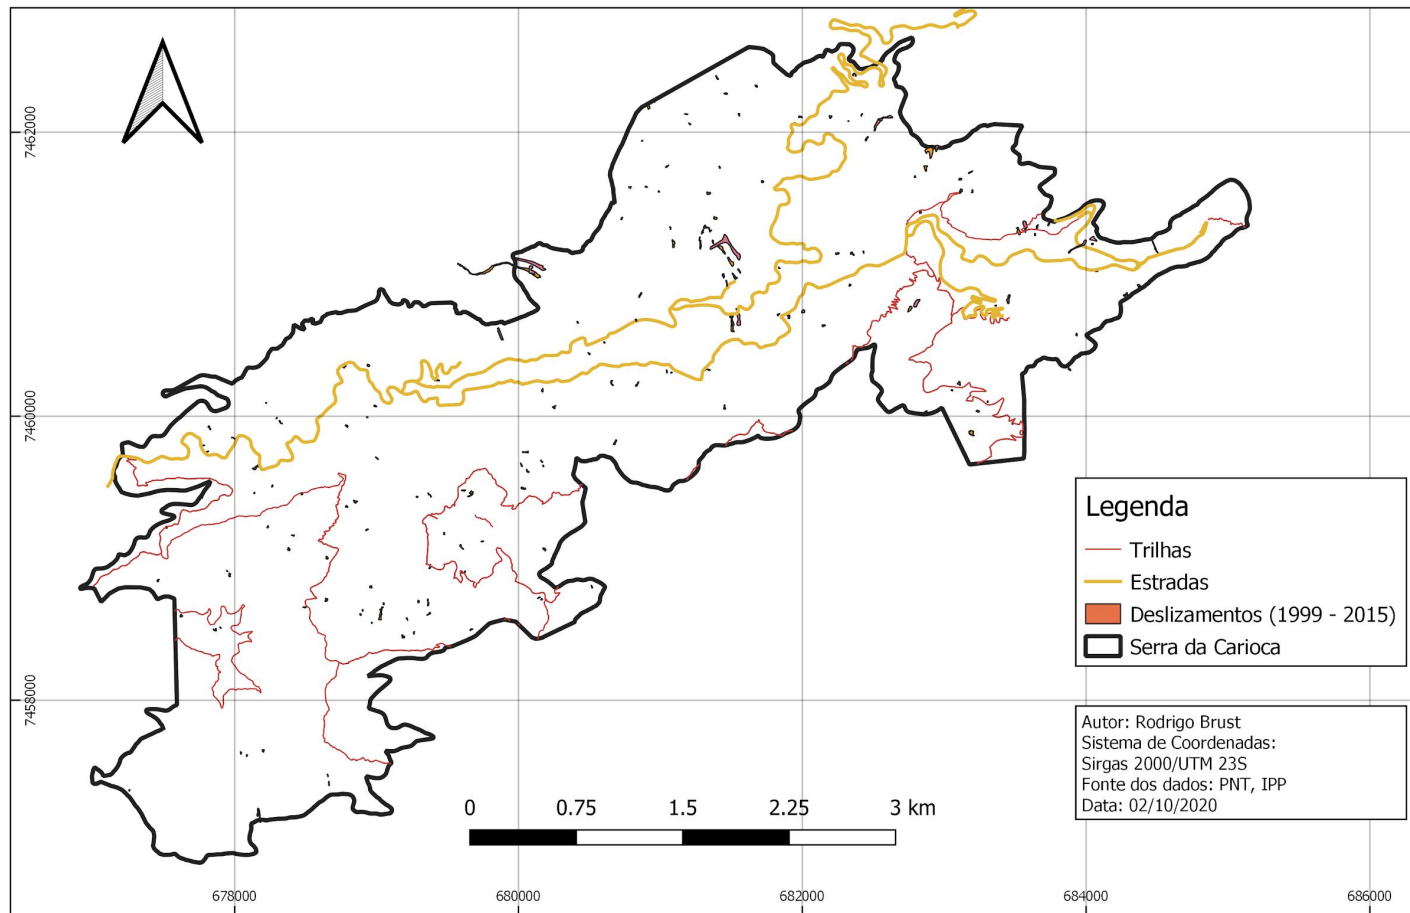 7462000
7460000
7458000
Legenda
Trilhas
Estradas
Deslizamentos (1999 - 2015)
Serra da Carioca
Autor: Rodrigo Brust
Sistema de Coordenadas:
Sirgas 2000/UTM 23S
Fonte dos dados: PNT, IPP
Data: 02/10/2020
0 0.75 1.5 2.25 3 km
678000 680000 682000 684000 686000